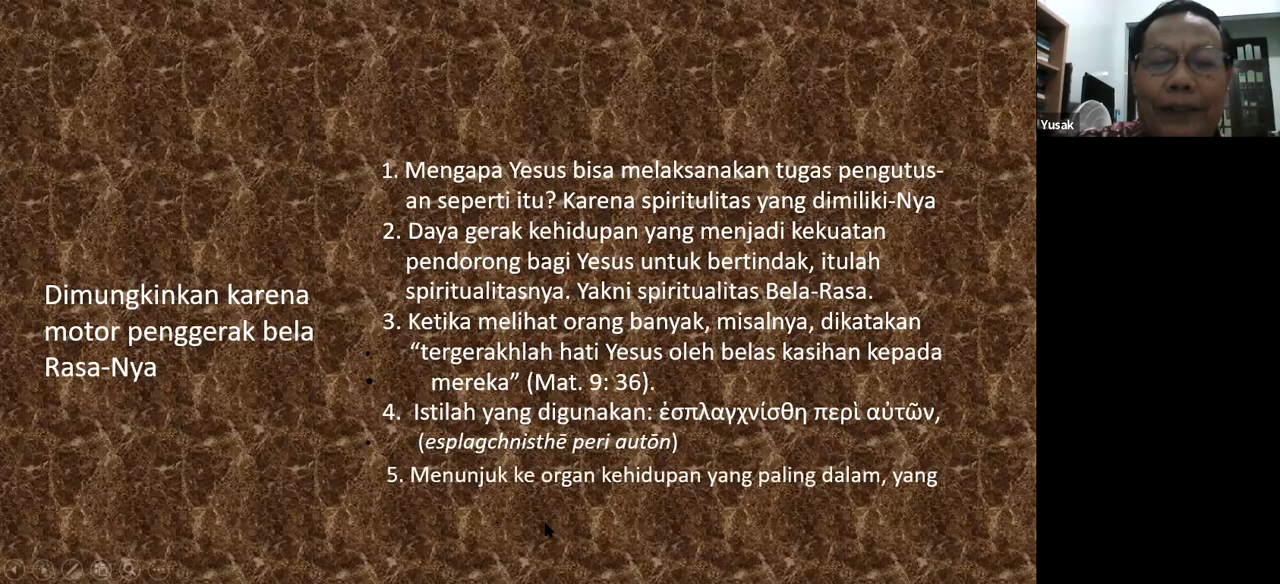 Dimungkinkan karena
motor penggerak bela
Rasa-Nya
1. Mengapa Yesus bisa melaksanakan tugas pengutus-
an seperti itu? Karena spiritulitas yang dimiliki-Nya
2. Daya gerak kehidupan yang menjadi kekuatan
pendorong bagi Yesus untuk bertindak, itulah
spiritualitasnya. Yakni spiritualitas Bela-Rasa.
3. Ketika melihat orang banyak, misalnya, dikatakan
“tergerakhlah hati Yesus oleh belas kasihan kepada
mereka” (Mat. 9: 36).
4. Istilah yang digunakan: ἐσπλαγχνίσθη περὶ αὐτῶν,
(esplagchnisthē peri autōn)
5. Menunjuk ke organ kehidupan yang paling dalam, yang
Yusak